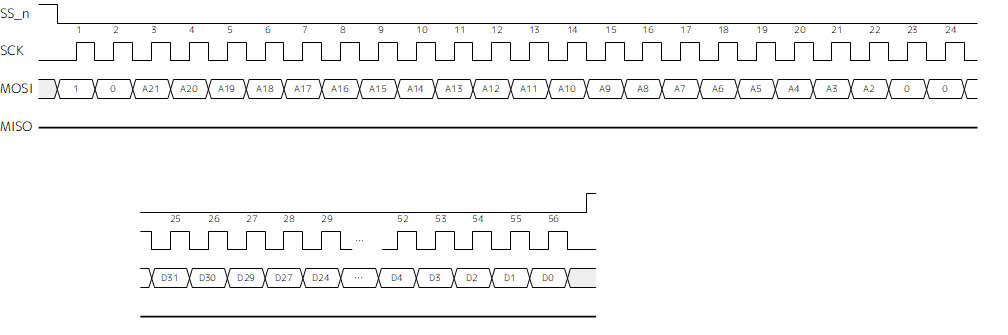 SS_n
1 2 3 4 5 6 7 8 9 10 11 12 13 14 15 16 17 18 19 20 21 22 23 24
SCK
MOSI 1 0 A21 A20 A19 A18 A17 A16 A15 A14 A13 A12 A11 A10 A9 A8 A7 A6 A5 A4 A3 A2 0 0
MISO
25 26 27 28 29 52 53 54 55 56
...
D31 D30 D29 D27 D24 ... D4 D3 D2 D1 D0